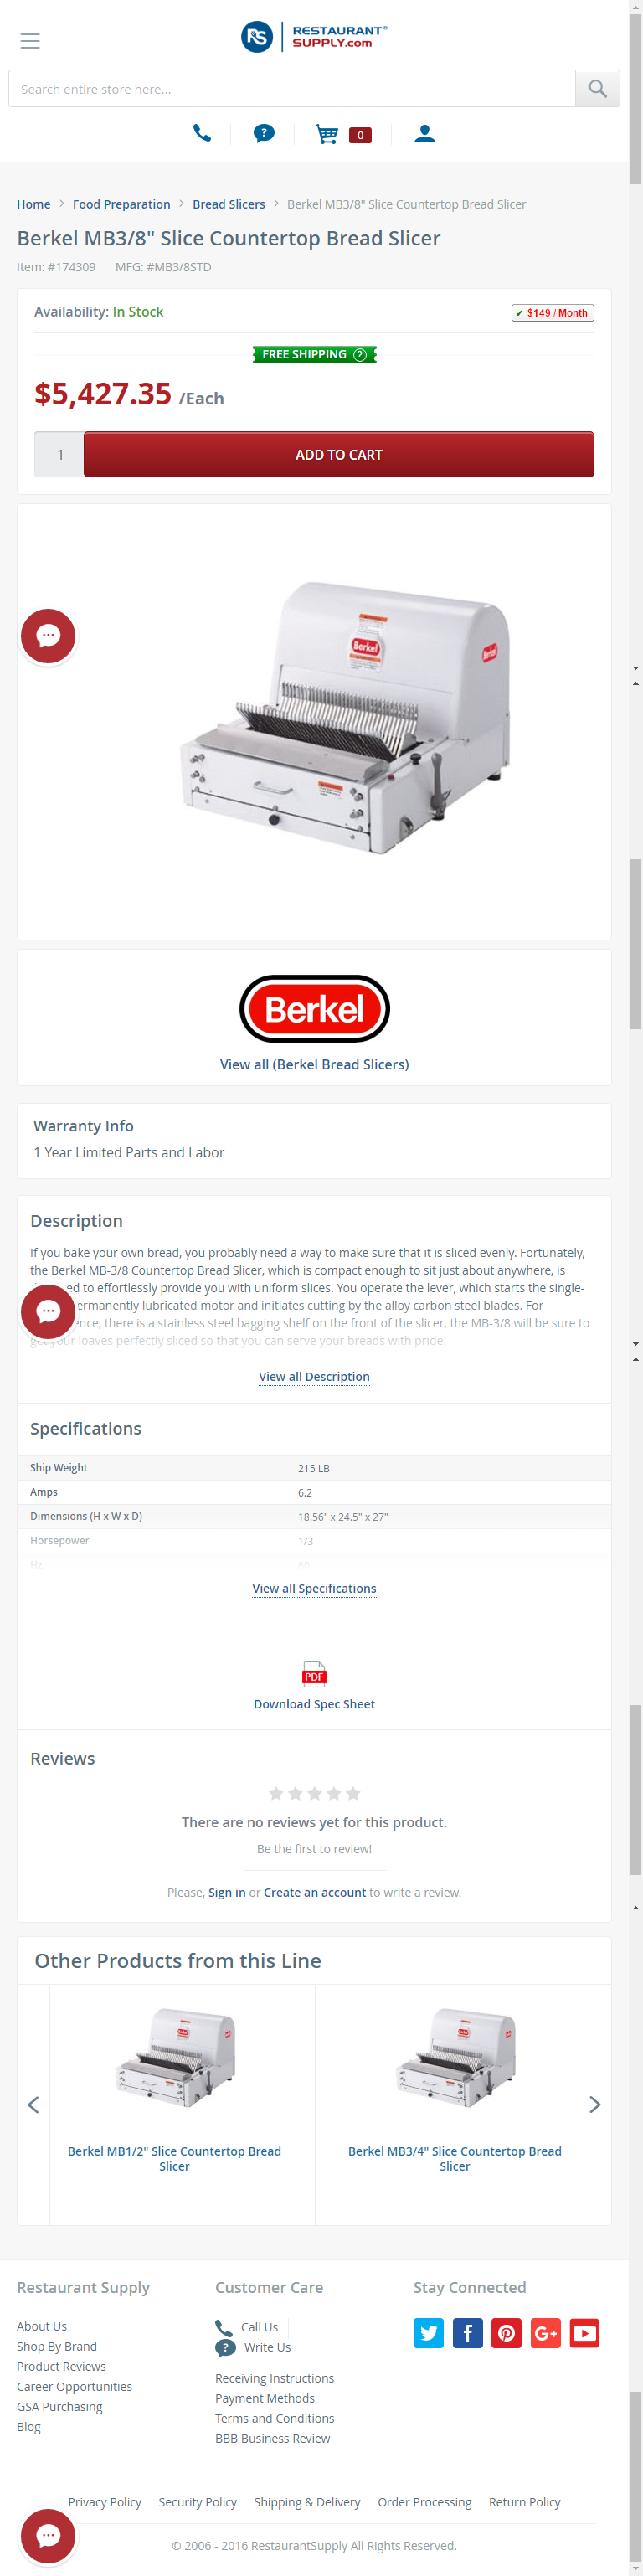 RS RESTAURANT®
SUPPLY.com
Search entire store here...
? 0
Home > Food Preparation > Bread Slicers > Berkel MB3/8" Slice Countertop Bread Slicer
Berkel MB3/8" Slice Countertop Bread Slicer
Item: #174309 MFG: #MB3/8STD
Availability: In Stock ✔ $149 / Month
FREE SHIPPING ?
$5,427.35 /Each
1 ADD TO CART
Berkel
Berkel
Berkel
View all (Berkel Bread Slicers)
Warranty Info
1 Year Limited Parts and Labor
Description
If you bake your own bread, you probably need a way to make sure that it is sliced evenly. Fortunately,
the Berkel MB-3/8 Countertop Bread Slicer, which is compact enough to sit just about anywhere, is
ed to effortlessly provide you with uniform slices. You operate the lever, which starts the single-
ermanently lubricated motor and initiates cutting by the alloy carbon steel blades. For
ence, there is a stainless steel bagging shelf on the front of the slicer, the MB-3/8 will be sure to
get your loaves perfectly sliced so that you can serve your breads with pride.
View all Description
Specifications
Ship Weight 215 LB
Amps 6.2
Dimensions (H x W x D) 18.56" x 24.5" x 27"
Horsepower 1/3
Hz. 60
View all Specifications
PDF
Download Spec Sheet
Reviews
There are no reviews yet for this product.
Be the first to review!
Please, Sign in or Create an account to write a review.
Other Products from this Line
Berkel MB1/2" Slice Countertop Bread
Slicer
Berkel MB3/4" Slice Countertop Bread
Slicer
Restaurant Supply
About Us
Shop By Brand
Product Reviews
Career Opportunities
GSA Purchasing
Blog
Customer Care
Call Us
? Write Us
Receiving Instructions
Payment Methods
Terms and Conditions
BBB Business Review
Stay Connected
f G+
Privacy Policy Security Policy Shipping & Delivery Order Processing Return Policy
© 2006 - 2016 RestaurantSupply All Rights Reserved.